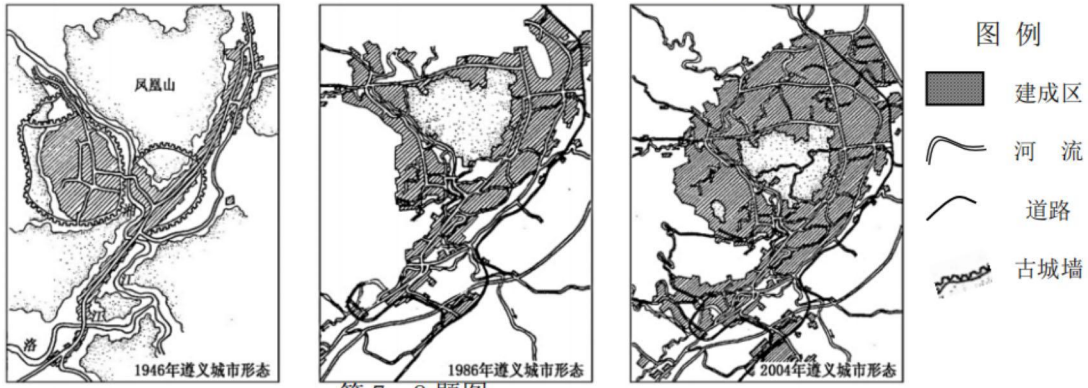 凤凰山
洛
江
1946年遵义城市形态
1986年遵义城市形态
2004年遵义城市形态
图 例
建成区
河 流
道路
古城墙